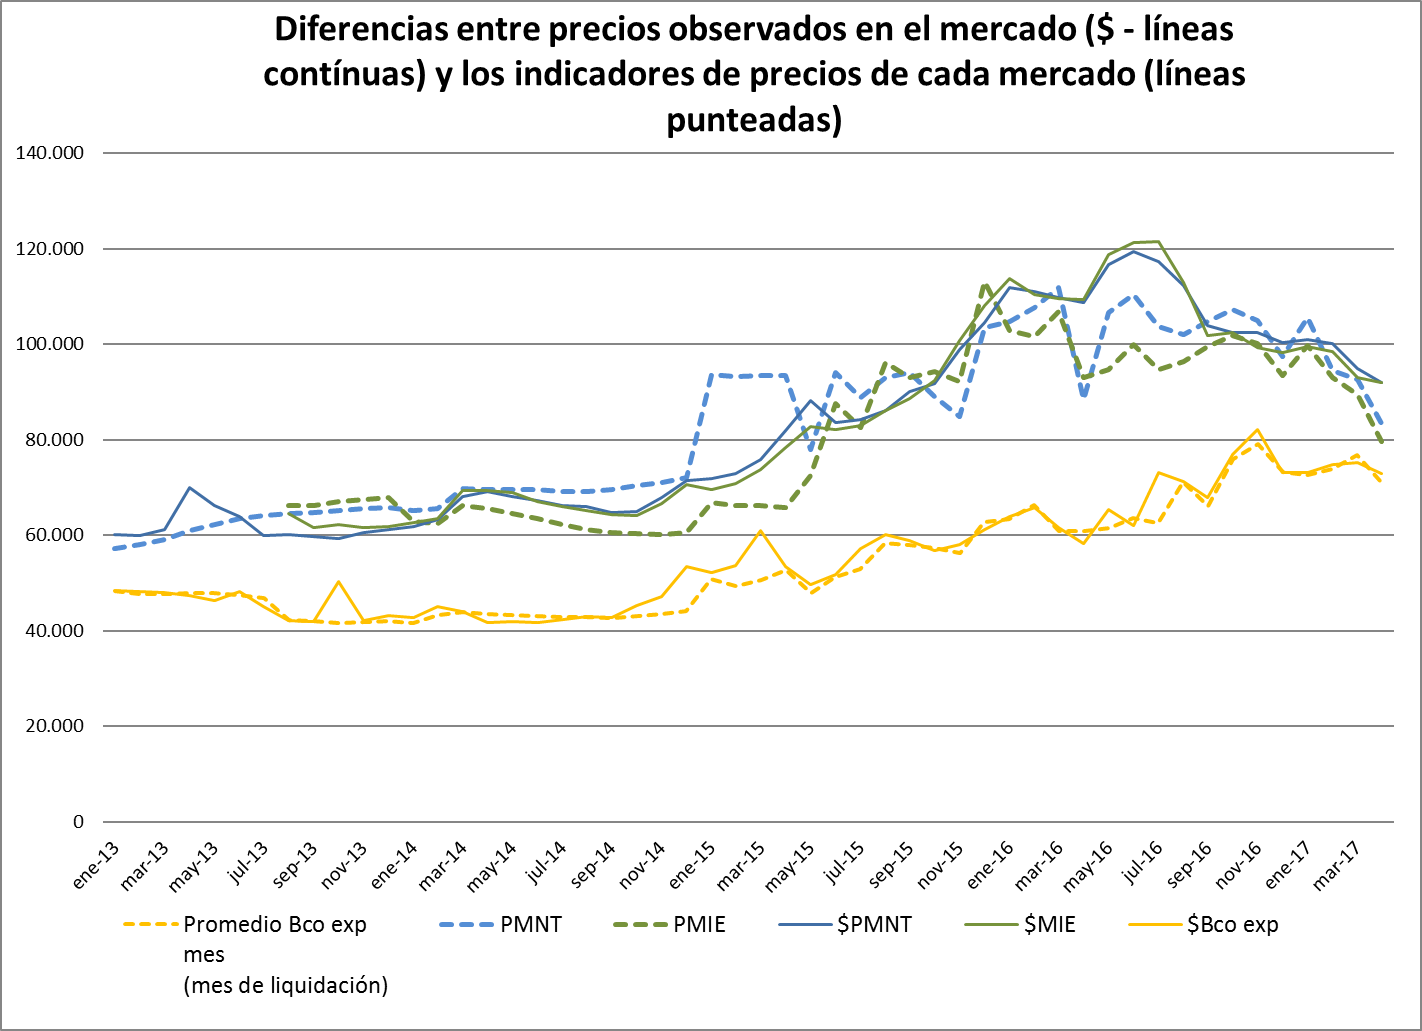 Diferencias entre precios observados en el mercado ($ - líneas
contínuas) y los indicadores de precios de cada mercado (líneas
punteadas)
140.000
120.000
100.000
80.000
60.000
40.000
20.000
0
ene-13
mar-13
may-13
jul-13
sep-13
nov-13
ene-14
mar-14
may-14
jul-14
sep-14
nov-14
ene-15
mar-15
may-15
jul-15
sep-15
nov-15
ene-16
mar-16
may-16
jul-16
sep-16
nov-16
ene-17
mar-17
Promedio Bco exp
mes
(mes de liquidación)
PMNT
PMIE
$PMNT
$MIE
$Bco exp